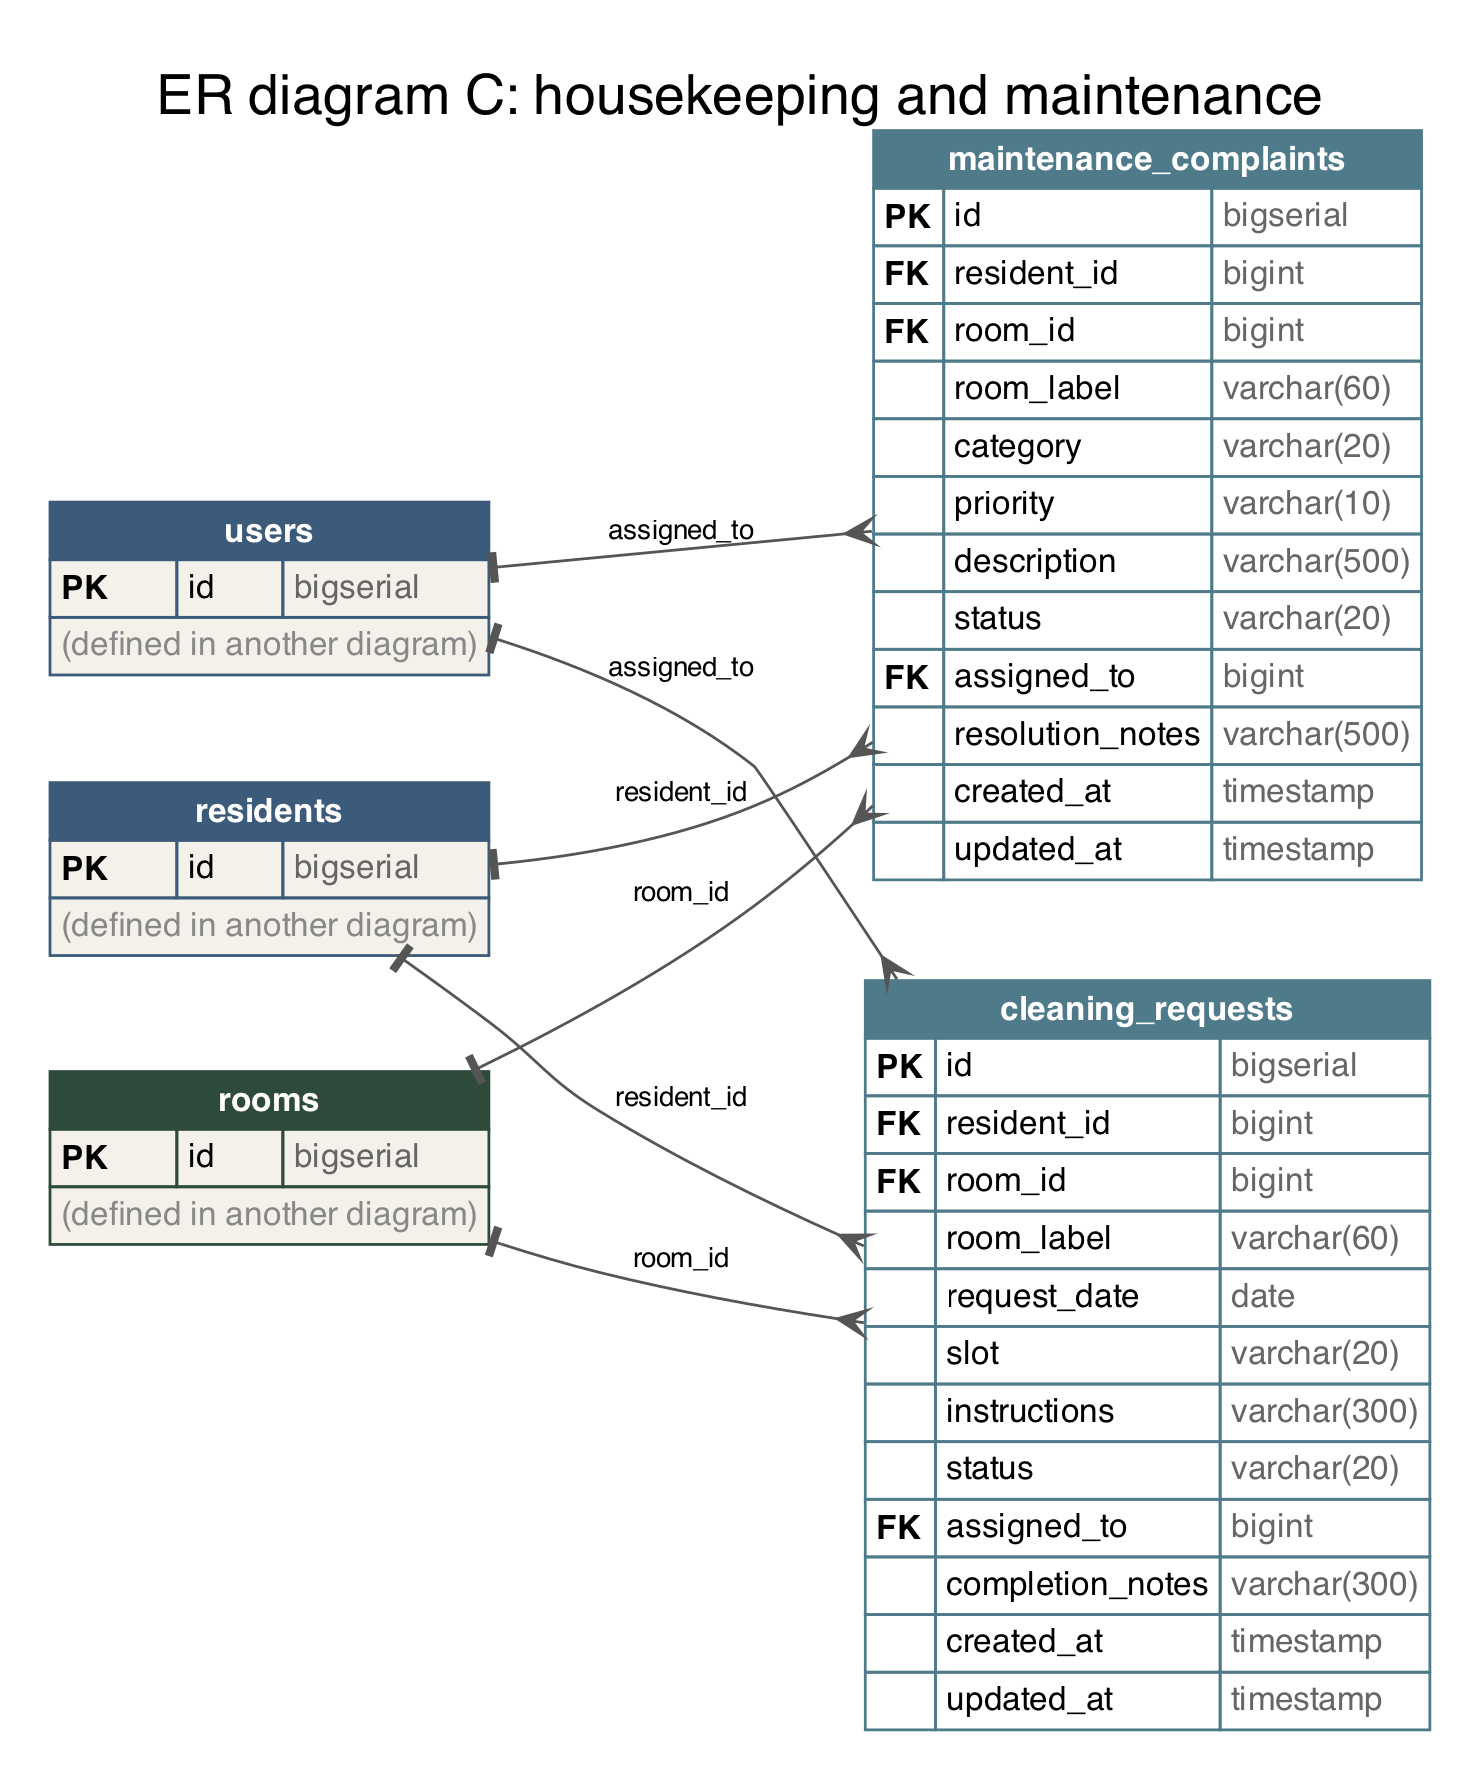 ER diagram C: housekeeping and maintenance
maintenance_complaints
PK id bigserial
FK resident_id bigint
FK room_id bigint
room_label varchar(60)
category varchar(20)
priority varchar(10)
description varchar(500)
status varchar(20)
FK assigned_to bigint
resolution_notes varchar(500)
created_at timestamp
updated_at timestamp
users
PK id bigserial
(defined in another diagram)
assigned_to
assigned_to
residents
PK id bigserial
(defined in another diagram)
resident_id
room_id
resident_id
rooms
PK id bigserial
(defined in another diagram)
room_id
cleaning_requests
PK id bigserial
FK resident_id bigint
FK room_id bigint
room_label varchar(60)
request_date date
slot varchar(20)
instructions varchar(300)
status varchar(20)
FK assigned_to bigint
completion_notes varchar(300)
created_at timestamp
updated_at timestamp